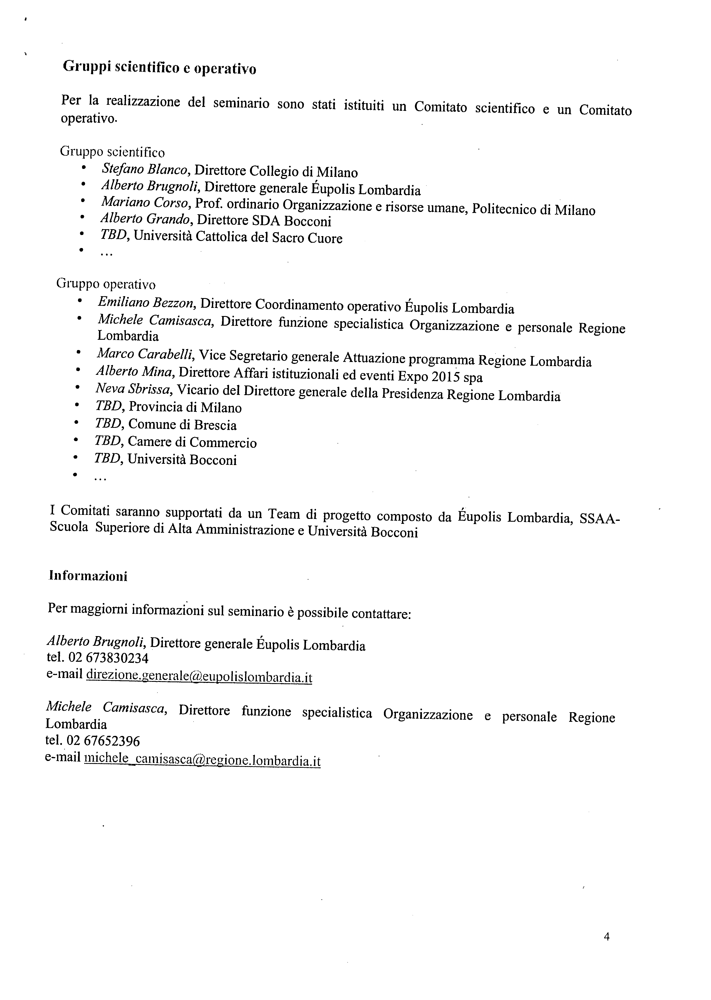 Gruppi scientifico e operativo
Per la realizzazione del seminario sono stati istituiti un Comitato scientifico e un Comitato
operativo.
Gruppo scientifico
• Stefano Blanco, Direttore Collegio di Milano
• Alberto Brugnoli, Direttore generale Éupolis Lombardia
• Mariano Corso, Prof. ordinario Organizzazione e risorse umane, Politecnico di Milano
• Alberto Grando, Direttore SDA Bocconi
• TBD, Università Cattolica del Sacro Cuore
• ...
Gruppo operativo
• Emiliano Bezzon, Direttore Coordinamento operativo Éupolis Lombardia
• Michele Camisasca, Direttore funzione specialistica Organizzazione e personale Regione
Lombardia
• Marco Carabelli, Vice Segretario generale Attuazione programma Regione Lombardia
• Alberto Mina, Direttore Affari istituzionali ed eventi Expo 2015 spa
• Neva Sbrissa, Vicario del Direttore generale della Presidenza Regione Lombardia
• TBD, Provincia di Milano
• TBD, Comune di Brescia
• TBD, Camere di Commercio
• TBD, Università Bocconi
• ...
I Comitati saranno supportati da un Team di progetto composto da Éupolis Lombardia, SSAA-
Scuola Superiore di Alta Amministrazione e Università Bocconi
Informazioni
Per maggiorni informazioni sul seminario è possibile contattare:
Alberto Brugnoli, Direttore generale Éupolis Lombardia
tel. 02 673830234
e-mail direzione.generale@eupolislombardia.it
Michele Camisasca, Direttore funzione specialistica Organizzazione e personale Regione
Lombardia
tel. 02 67652396
e-mail michele_camisasca@regione.lombardia.it
4